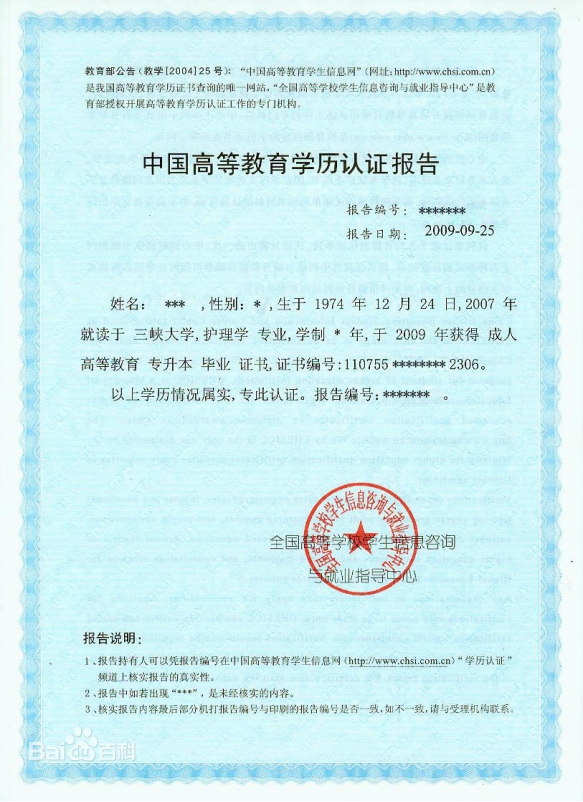 教育部公告(教学[2004]25号):“中国高等教育学生信息网”(网址:http://www.chsi.com.cn)
是我国高等教育学历证书查询的唯一网站,“全国高等学校学生信息咨询与就业指导中心”是教
育部授权开展高等教育学历认证工作的专门机构。
中国高等教育学历认证报告
报告编号: *******
报告日期: 2009-09-25
姓名: *** ,性别: * ,生于 1974 年 12 月 24 日,2007 年
就读于 三峡大学,护理学 专业,学制 * 年,于 2009 年获得 成人
高等教育 专升本 毕业 证书,证书编号:110755********2306。
以上学历情况属实,专此认证。报告编号:******* 。
全国高等学校学生信息咨询与就业指导中心
全国高等学校学生信息咨询
与就业指导中心
报告说明:
1、报告持有人可以凭报告编号在中国高等教育学生信息网(http://www.chsi.com.cn)“学历认证”
频道上核实报告的真实性。
2、报告中如若出现“***”,是未经核实的内容。
3、核实报告内容最后部分机打报告编号与印刷的报告编号是否一致,如不一致,请与受理机构联系。
Baidu百科